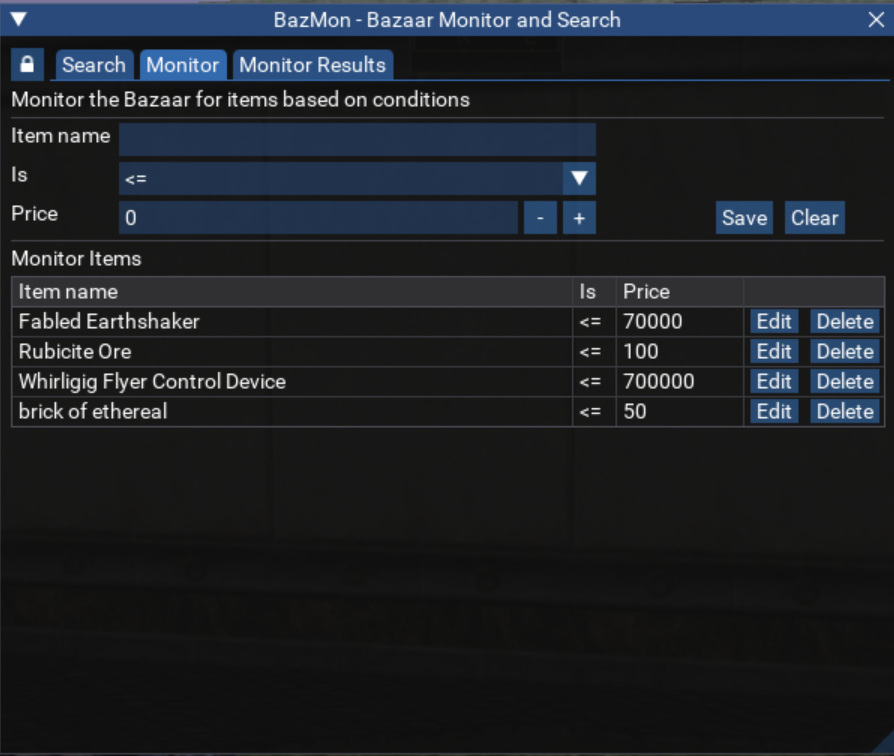 BazMon - Bazaar Monitor and Search
Search Monitor Monitor Results
Monitor the Bazaar for items based on conditions
Item name
Is <=
Price 0 - + Save Clear
Monitor Items
Item name Is Price
Fabled Earthshaker <= 70000 Edit Delete
Rubicite Ore <= 100 Edit Delete
Whirligig Flyer Control Device <= 700000 Edit Delete
brick of ethereal <= 50 Edit Delete